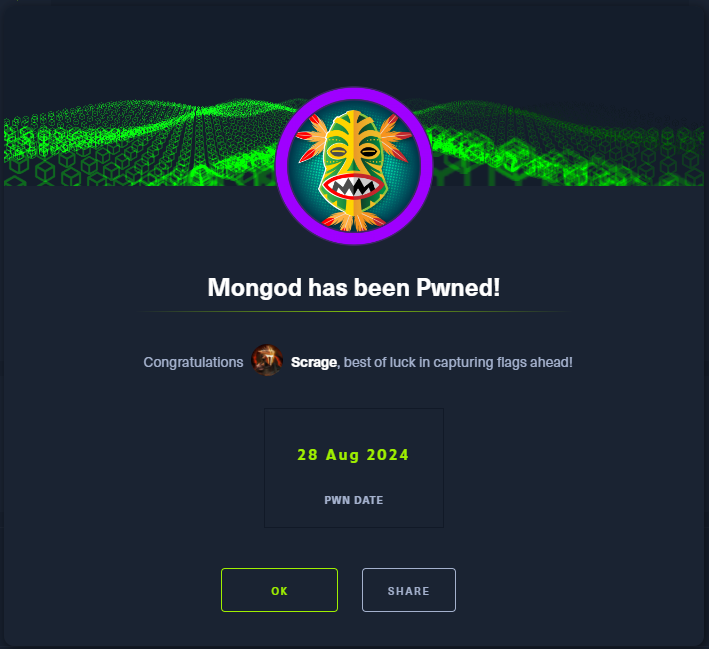 Mongod has been Pwned!
Congratulations Scrage, best of luck in capturing flags ahead!
28 Aug 2024
PWN DATE
OK
SHARE